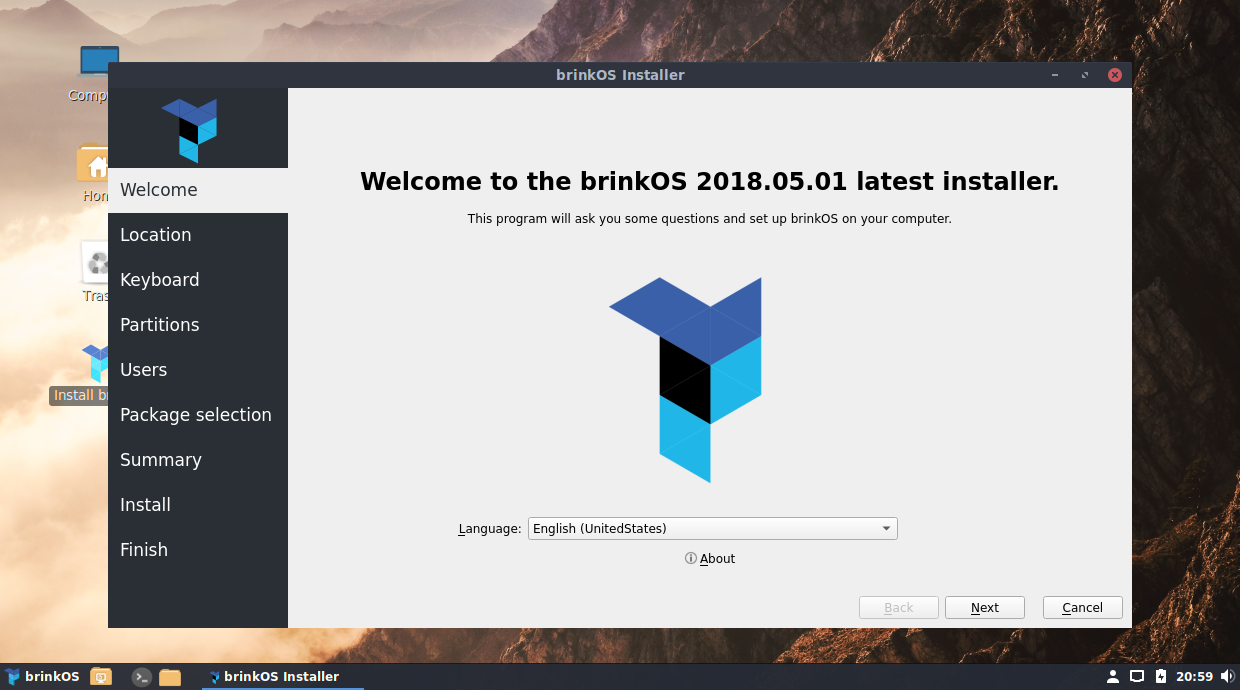 brinkOS Installer
Comp
Hon
Tras
Install b
Welcome
Location
Keyboard
Partitions
Users
Package selection
Summary
Install
Finish
Welcome to the brinkOS 2018.05.01 latest installer.
This program will ask you some questions and set up brinkOS on your computer.
Language: English (UnitedStates)
About
Back Next Cancel
brinkOS brinkOS Installer 20:59